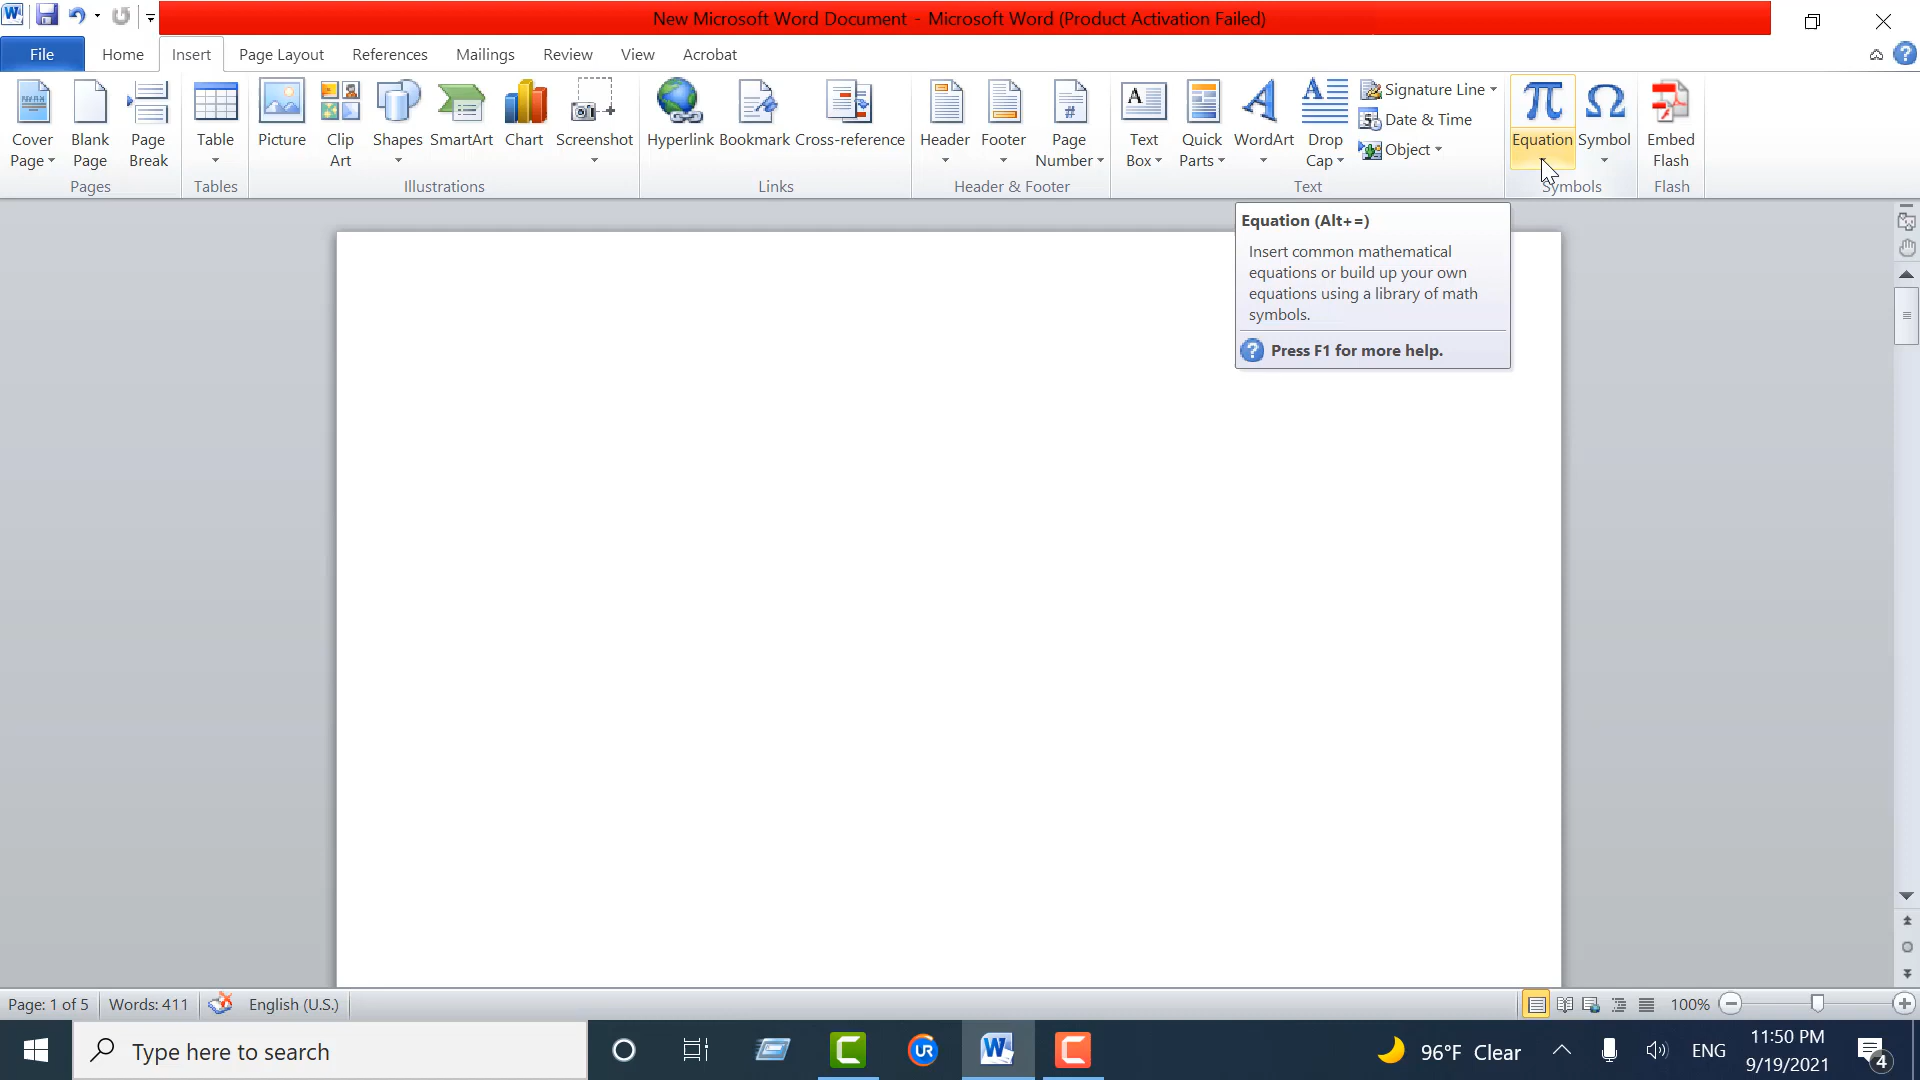 New Microsoft Word Document - Microsoft Word (Product Activation Failed)
File Home Insert Page Layout References Mailings Review View Acrobat
Cover Page
Blank Page
Page Break
Pages
Table
Tables
Picture
Clip Art
Shapes
SmartArt
Chart
Screenshot
Illustrations
Hyperlink
Bookmark
Cross-reference
Links
Header
Footer
Page Number
Header & Footer
Text Box
Quick Parts
WordArt
Drop Cap
Signature Line
Date & Time
Object
Text
Equation
Symbol
Symbols
Embed Flash
Flash
Equation (Alt+=)
Insert common mathematical
equations or build up your own
equations using a library of math
symbols.
Press F1 for more help.
Page: 1 of 5 Words: 411 English (U.S.) 100%
Type here to search
UR
96°F Clear
ENG
11:50 PM
9/19/2021
4